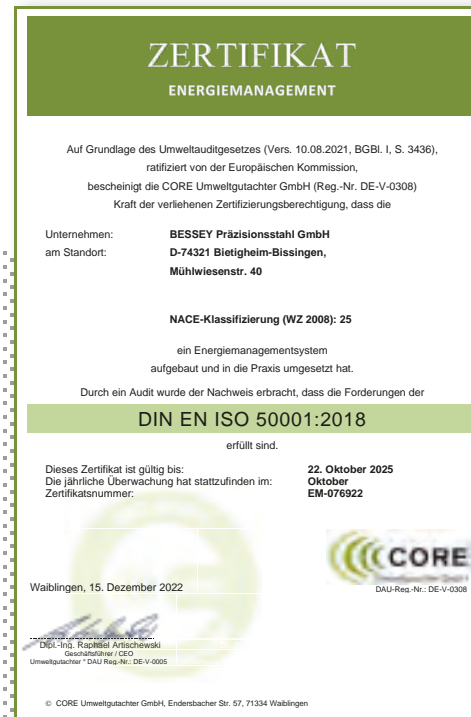 ZERTIFIKAT
ENERGIEMANAGEMENT
Auf Grundlage des Umweltauditgesetzes (Vers. 10.08.2021, BGBl. I, S. 3436),
ratifiziert von der Europäischen Kommission,
bescheinigt die CORE Umweltgutachter GmbH (Reg.-Nr. DE-V-0308)
Kraft der verliehenen Zertifizierungsberechtigung, dass die
Unternehmen: BESSEY Präzisionsstahl GmbH
am Standort: D-74321 Bietigheim-Bissingen,
Mühlwiesenstr. 40
NACE-Klassifizierung (WZ 2008): 25
ein Energiemanagementsystem
aufgebaut und in die Praxis umgesetzt hat.
Durch ein Audit wurde der Nachweis erbracht, dass die Forderungen der
DIN EN ISO 50001:2018
erfüllt sind.
Dieses Zertifikat ist gültig bis: 22. Oktober 2025
Die jährliche Überwachung hat stattzufinden im: Oktober
Zertifikatsnummer: EM-076922
CORE
Waiblingen, 15. Dezember 2022
DAU-Reg.-Nr.: DE-V-0308
Dipl.-Ing. Raphael Artischewski
Geschäftsführer / CEO
Umweltgutachter * DAU Reg.-Nr.: DE-V-0005
© CORE Umweltgutachter GmbH, Endersbacher Str. 57, 71334 Waiblingen